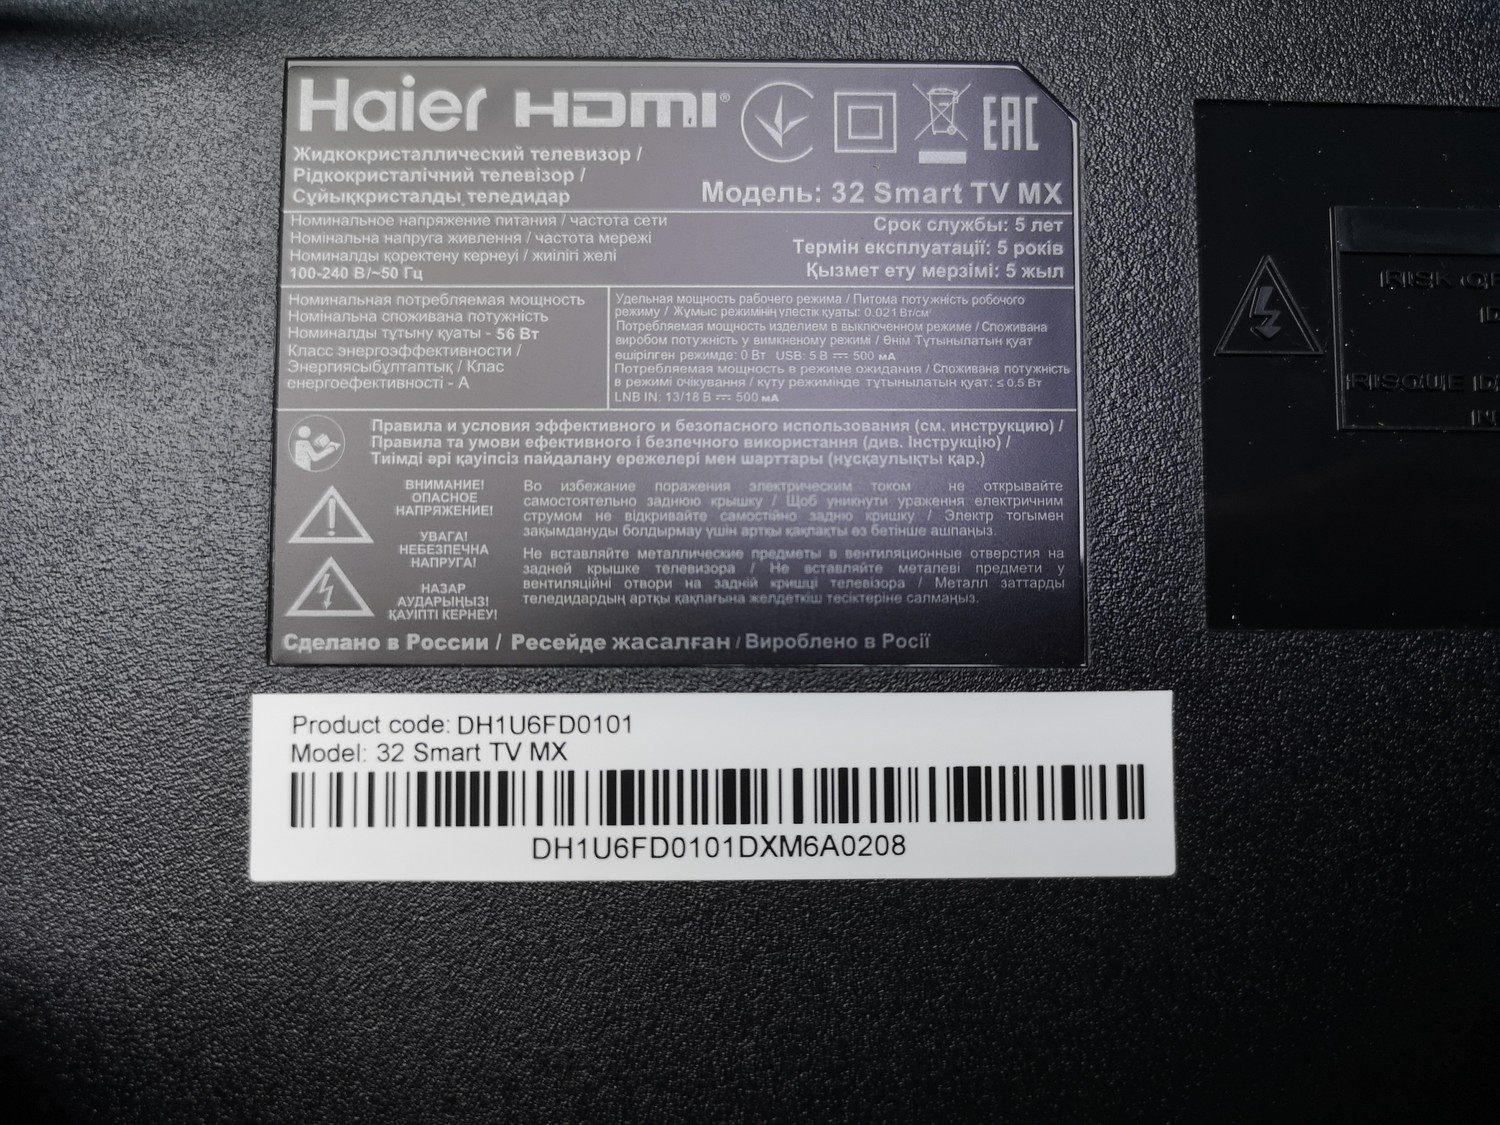 Haier HDMI® EAC
Жидкокристаллический телевизор /
Рідкокристалічний телевізор /
Сұйықкристалды теледидар
Модель: 32 Smart TV MX
Номинальное напряжение питания / частота сети
Номінальна напруга живлення / частота мережі
Номиналды қоректену кернеуі / жиілігі желі
100-240 В/~50 Гц
Срок службы: 5 лет
Термін експлуатації: 5 років
Қызмет ету мерзімі: 5 жыл
Номинальная потребляемая мощность
Номінальна споживана потужність
Номиналды тұтыну қуаты - 56 Вт
Класс энергоэффективности /
Энергиясыбұлтаптық / Клас
енергоефективності - А
Удельная мощность рабочего режима / Питома потужність робочого
режиму / Жұмыс режимінің үлестік қуаты: 0.021 Вт/см²
Потребляемая мощность изделием в выключенном режиме / Споживана
виробом потужність у вимкненому режимі / Өнім Тұтынылатын қуат
өшірілген режимде: 0 Вт USB: 5 В ⎓ 500 мА
Потребляемая мощность в режиме ожидания / Споживана потужність
в режимі очікування / күту режимінде тұтынылатын қуат: ≤ 0.5 Вт
LNB IN: 13/18 В ⎓ 500 мА
Правила и условия эффективного и безопасного использования (см. инструкцию) /
Правила та умови ефективного і безпечного використання (див. Інструкцію) /
Тиімді әрі қауіпсіз пайдалану ережелері мен шарттары (нұсқаулықты қар.)
ВНИМАНИЕ!
ОПАСНОЕ
НАПРЯЖЕНИЕ!
УВАГА!
НЕБЕЗПЕЧНА
НАПРУГА!
НАЗАР
АУДАРЫҢЫЗ!
ҚАУІПТІ КЕРНЕУ!
Во избежание поражения электрическим током не открывайте
самостоятельно заднюю крышку / Щоб уникнути ураження електричним
струмом не відкривайте самостійно задню кришку / Электр тогымен
зақымдануды болдырмау үшін артқы қақпақты өз бетінше ашпаңыз.
Не вставляйте металлические предметы в вентиляционные отверстия на
задней крышке телевизора / Не вставляйте металеві предмети у
вентиляційні отвори на задній кришці телевізора / Металл заттарды
теледидардың артқы қақпағына желдеткіш тесіктеріне салмаңыз.
Сделано в России / Ресейде жасалған / Вироблено в Росії
Product code: DH1U6FD0101
Model: 32 Smart TV MX
DH1U6FD0101DXM6A0208
RISK
RISQUE